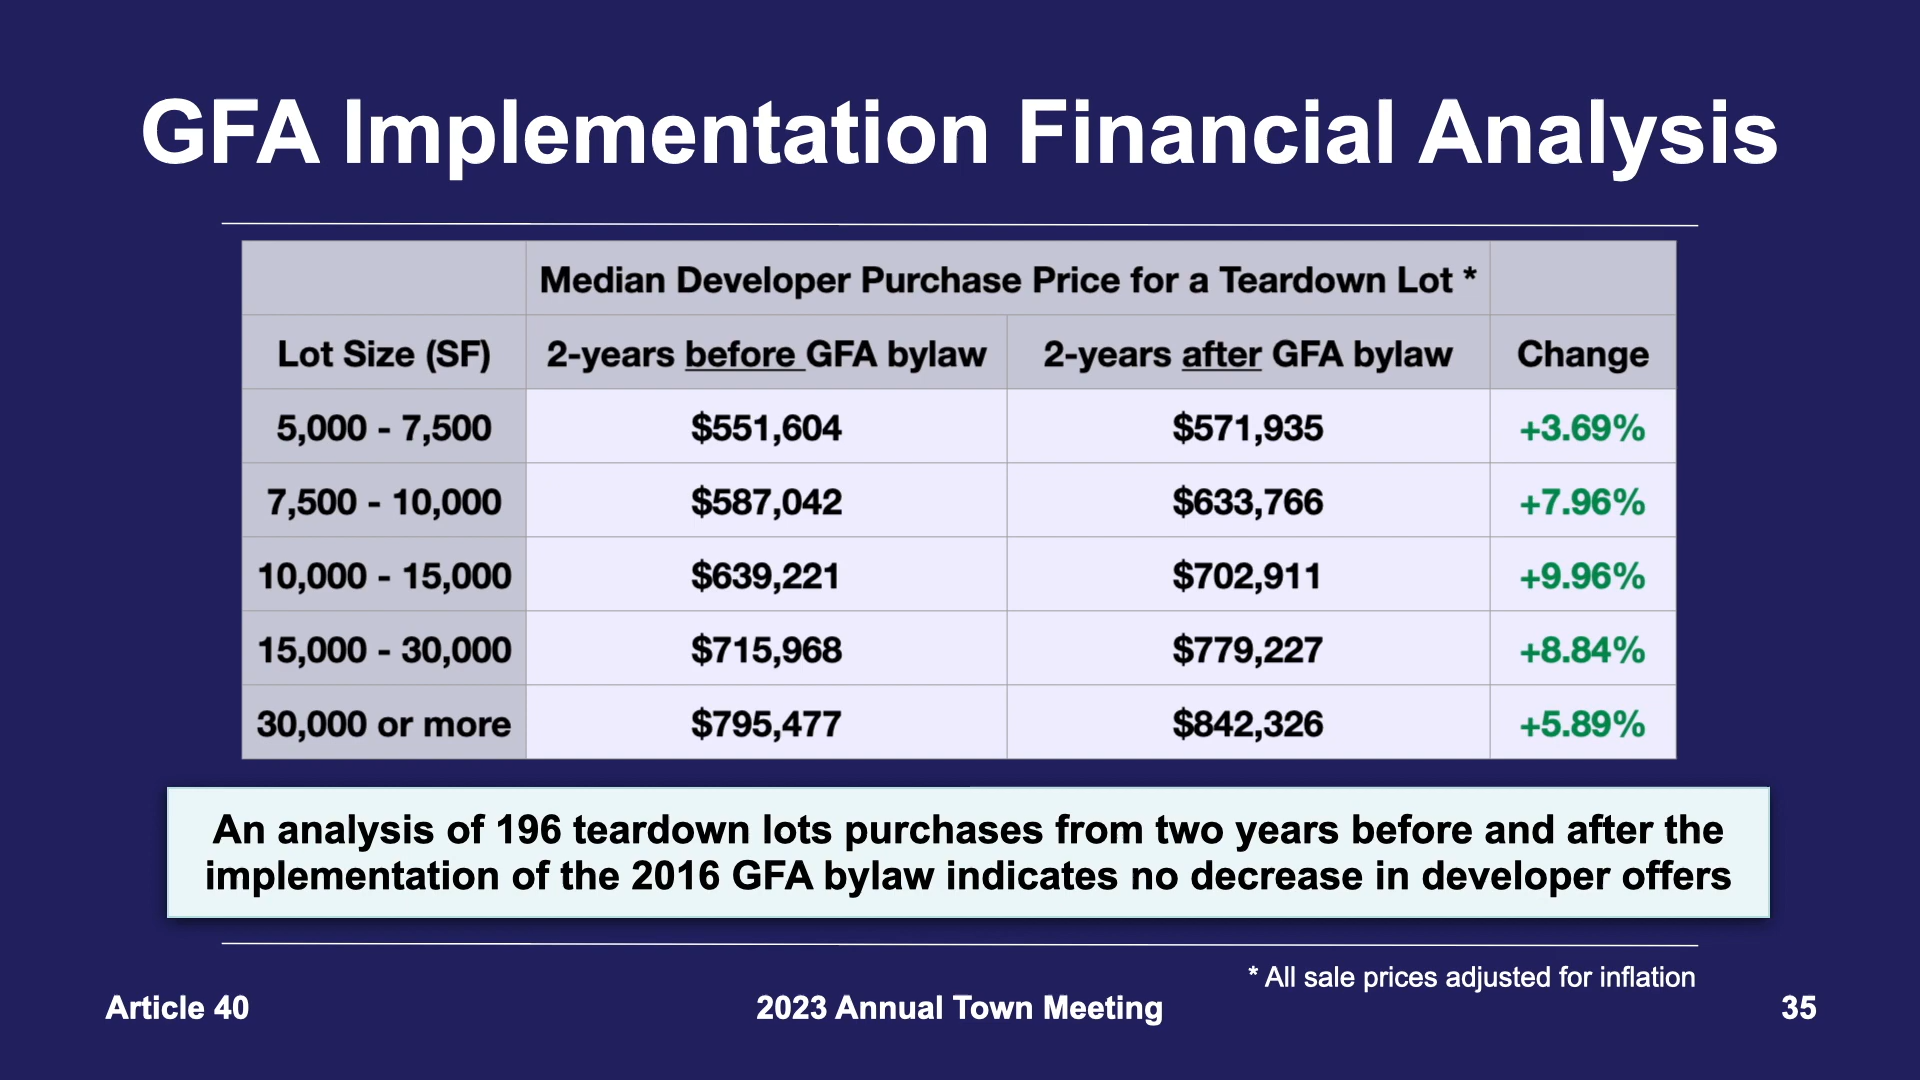 GFA Implementation Financial Analysis
Median Developer Purchase Price for a Teardown Lot *
Lot Size (SF) 2-years before GFA bylaw 2-years after GFA bylaw Change
5,000 - 7,500 $551,604 $571,935 +3.69%
7,500 - 10,000 $587,042 $633,766 +7.96%
10,000 - 15,000 $639,221 $702,911 +9.96%
15,000 - 30,000 $715,968 $779,227 +8.84%
30,000 or more $795,477 $842,326 +5.89%
An analysis of 196 teardown lots purchases from two years before and after the
implementation of the 2016 GFA bylaw indicates no decrease in developer offers
* All sale prices adjusted for inflation
Article 40 2023 Annual Town Meeting 35